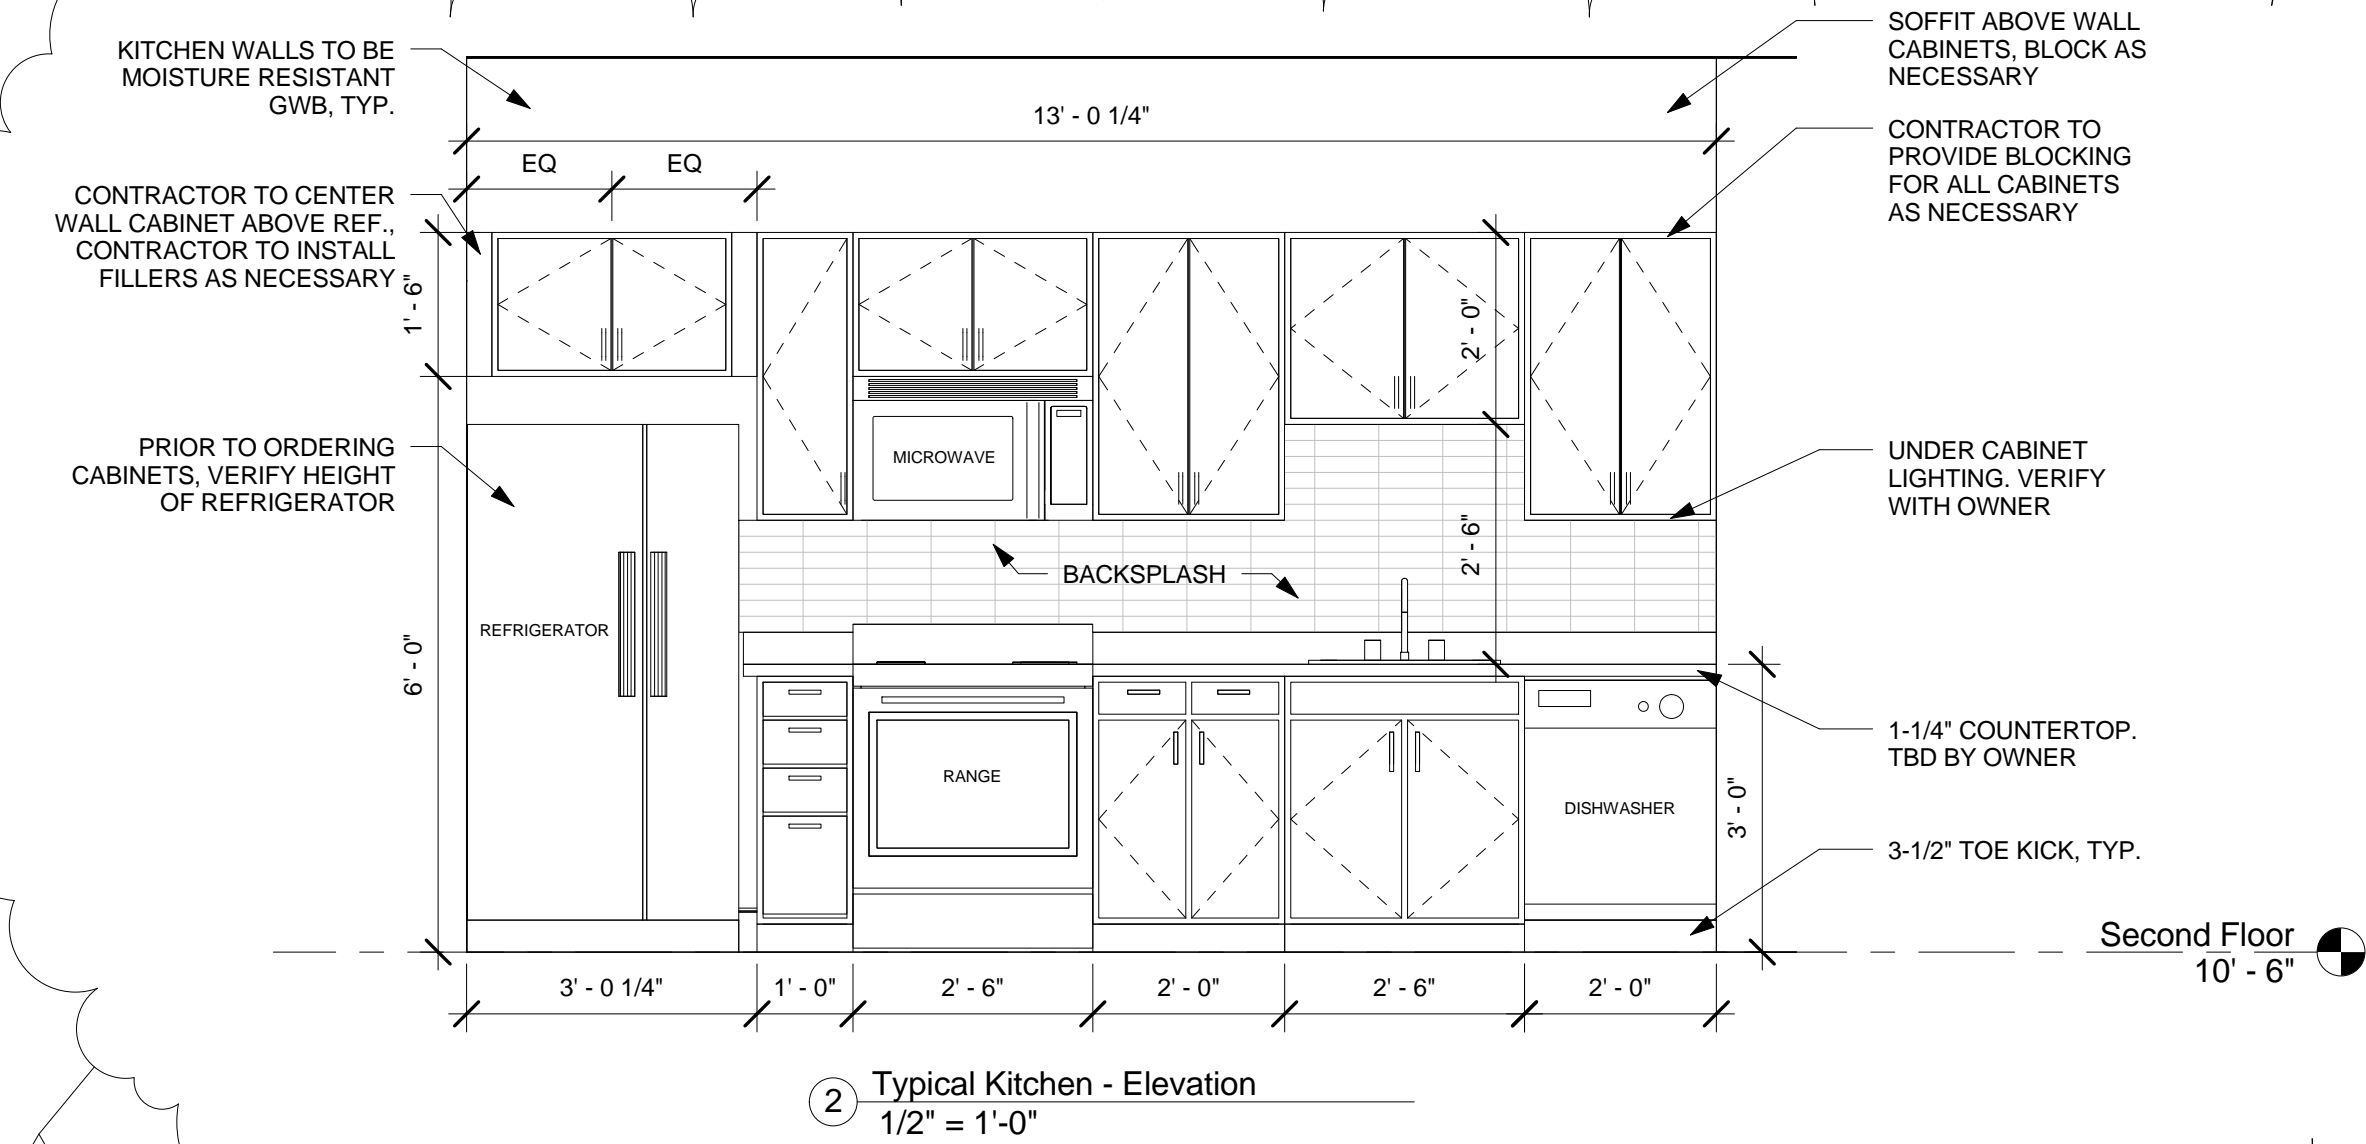 KITCHEN WALLS TO BE
MOISTURE RESISTANT
GWB, TYP.
SOFFIT ABOVE WALL
CABINETS, BLOCK AS
NECESSARY
13' - 0 1/4"
CONTRACTOR TO
PROVIDE BLOCKING
FOR ALL CABINETS
AS NECESSARY
EQ
EQ
CONTRACTOR TO CENTER
WALL CABINET ABOVE REF.,
CONTRACTOR TO INSTALL
FILLERS AS NECESSARY
1' - 6"
2' - 0"
PRIOR TO ORDERING
CABINETS, VERIFY HEIGHT
OF REFRIGERATOR
MICROWAVE
UNDER CABINET
LIGHTING. VERIFY
WITH OWNER
2' - 6"
BACKSPLASH
REFRIGERATOR
6' - 0"
1-1/4" COUNTERTOP.
TBD BY OWNER
RANGE
DISHWASHER
3' - 0"
3-1/2" TOE KICK, TYP.
Second Floor
10' - 6"
3' - 0 1/4"
1' - 0"
2' - 6"
2' - 0"
2' - 6"
2' - 0"
2
Typical Kitchen - Elevation
1/2" = 1'-0"